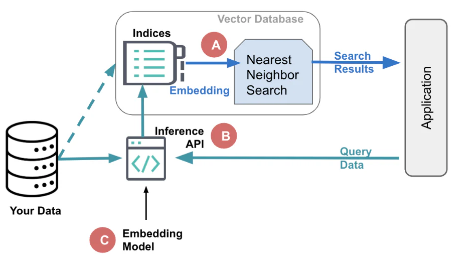 Vector Database
Indices
A
Embedding
Nearest
Neighbor
Search
Search
Results
Application
Inference
API
B
Query
Data
Your Data
C
Embedding
Model